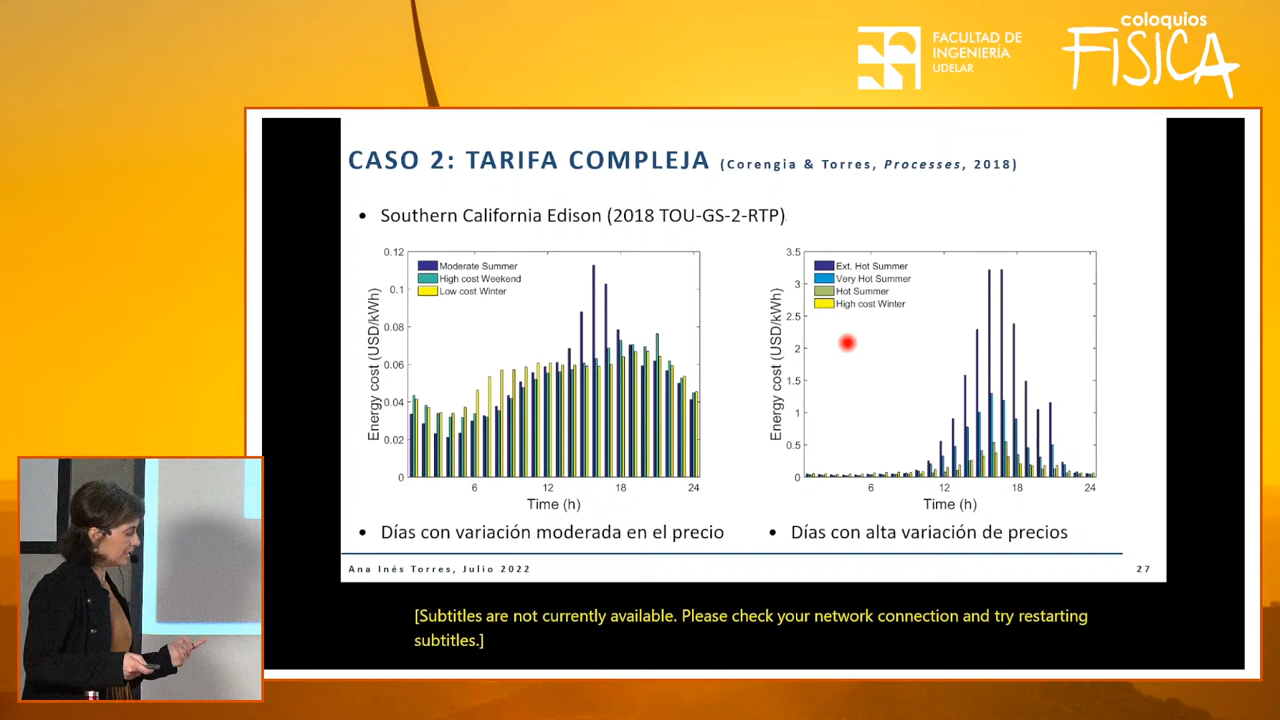 FACULTAD DE
INGENIERÍA
UDELAR
coloquios
FISICA
CASO 2: TARIFA COMPLEJA (Corengia & Torres, Processes, 2018)
• Southern California Edison (2018 TOU-GS-2-RTP)
0.12
0.1
0.08
0.06
0.04
0.02
0
Energy cost (USD/kWh)
Moderate Summer
High cost Weekend
Low cost Winter
6 12 18 24
Time (h)
3.5
3
2.5
2
1.5
1
0.5
0
Energy cost (USD/kWh)
Ext. Hot Summer
Very Hot Summer
Hot Summer
High cost Winter
6 12 18 24
Time (h)
• Días con variación moderada en el precio
• Días con alta variación de precios
Ana Inés Torres, Julio 2022
27
[Subtitles are not currently available. Please check your network connection and try restarting
subtitles.]